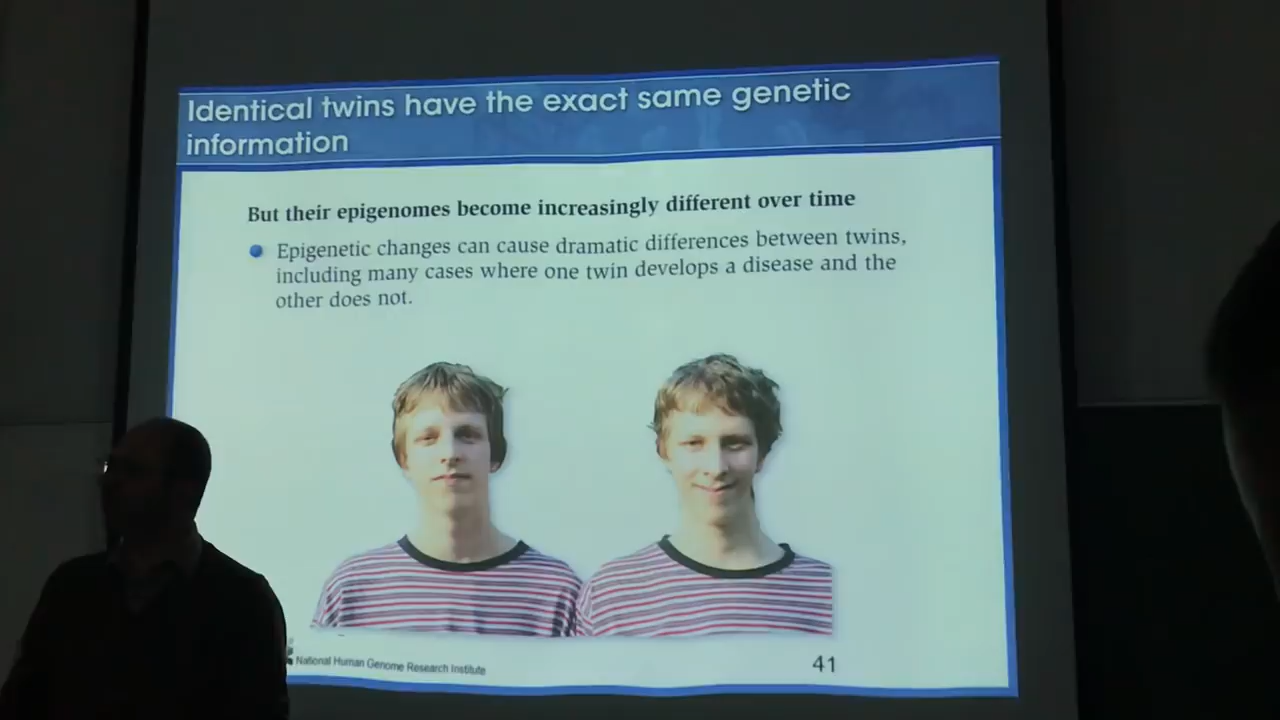 Identical twins have the exact same genetic
information
But their epigenomes become increasingly different over time
Epigenetic changes can cause dramatic differences between twins,
including many cases where one twin develops a disease and the
other does not.
National Human Genome Research Institute
41